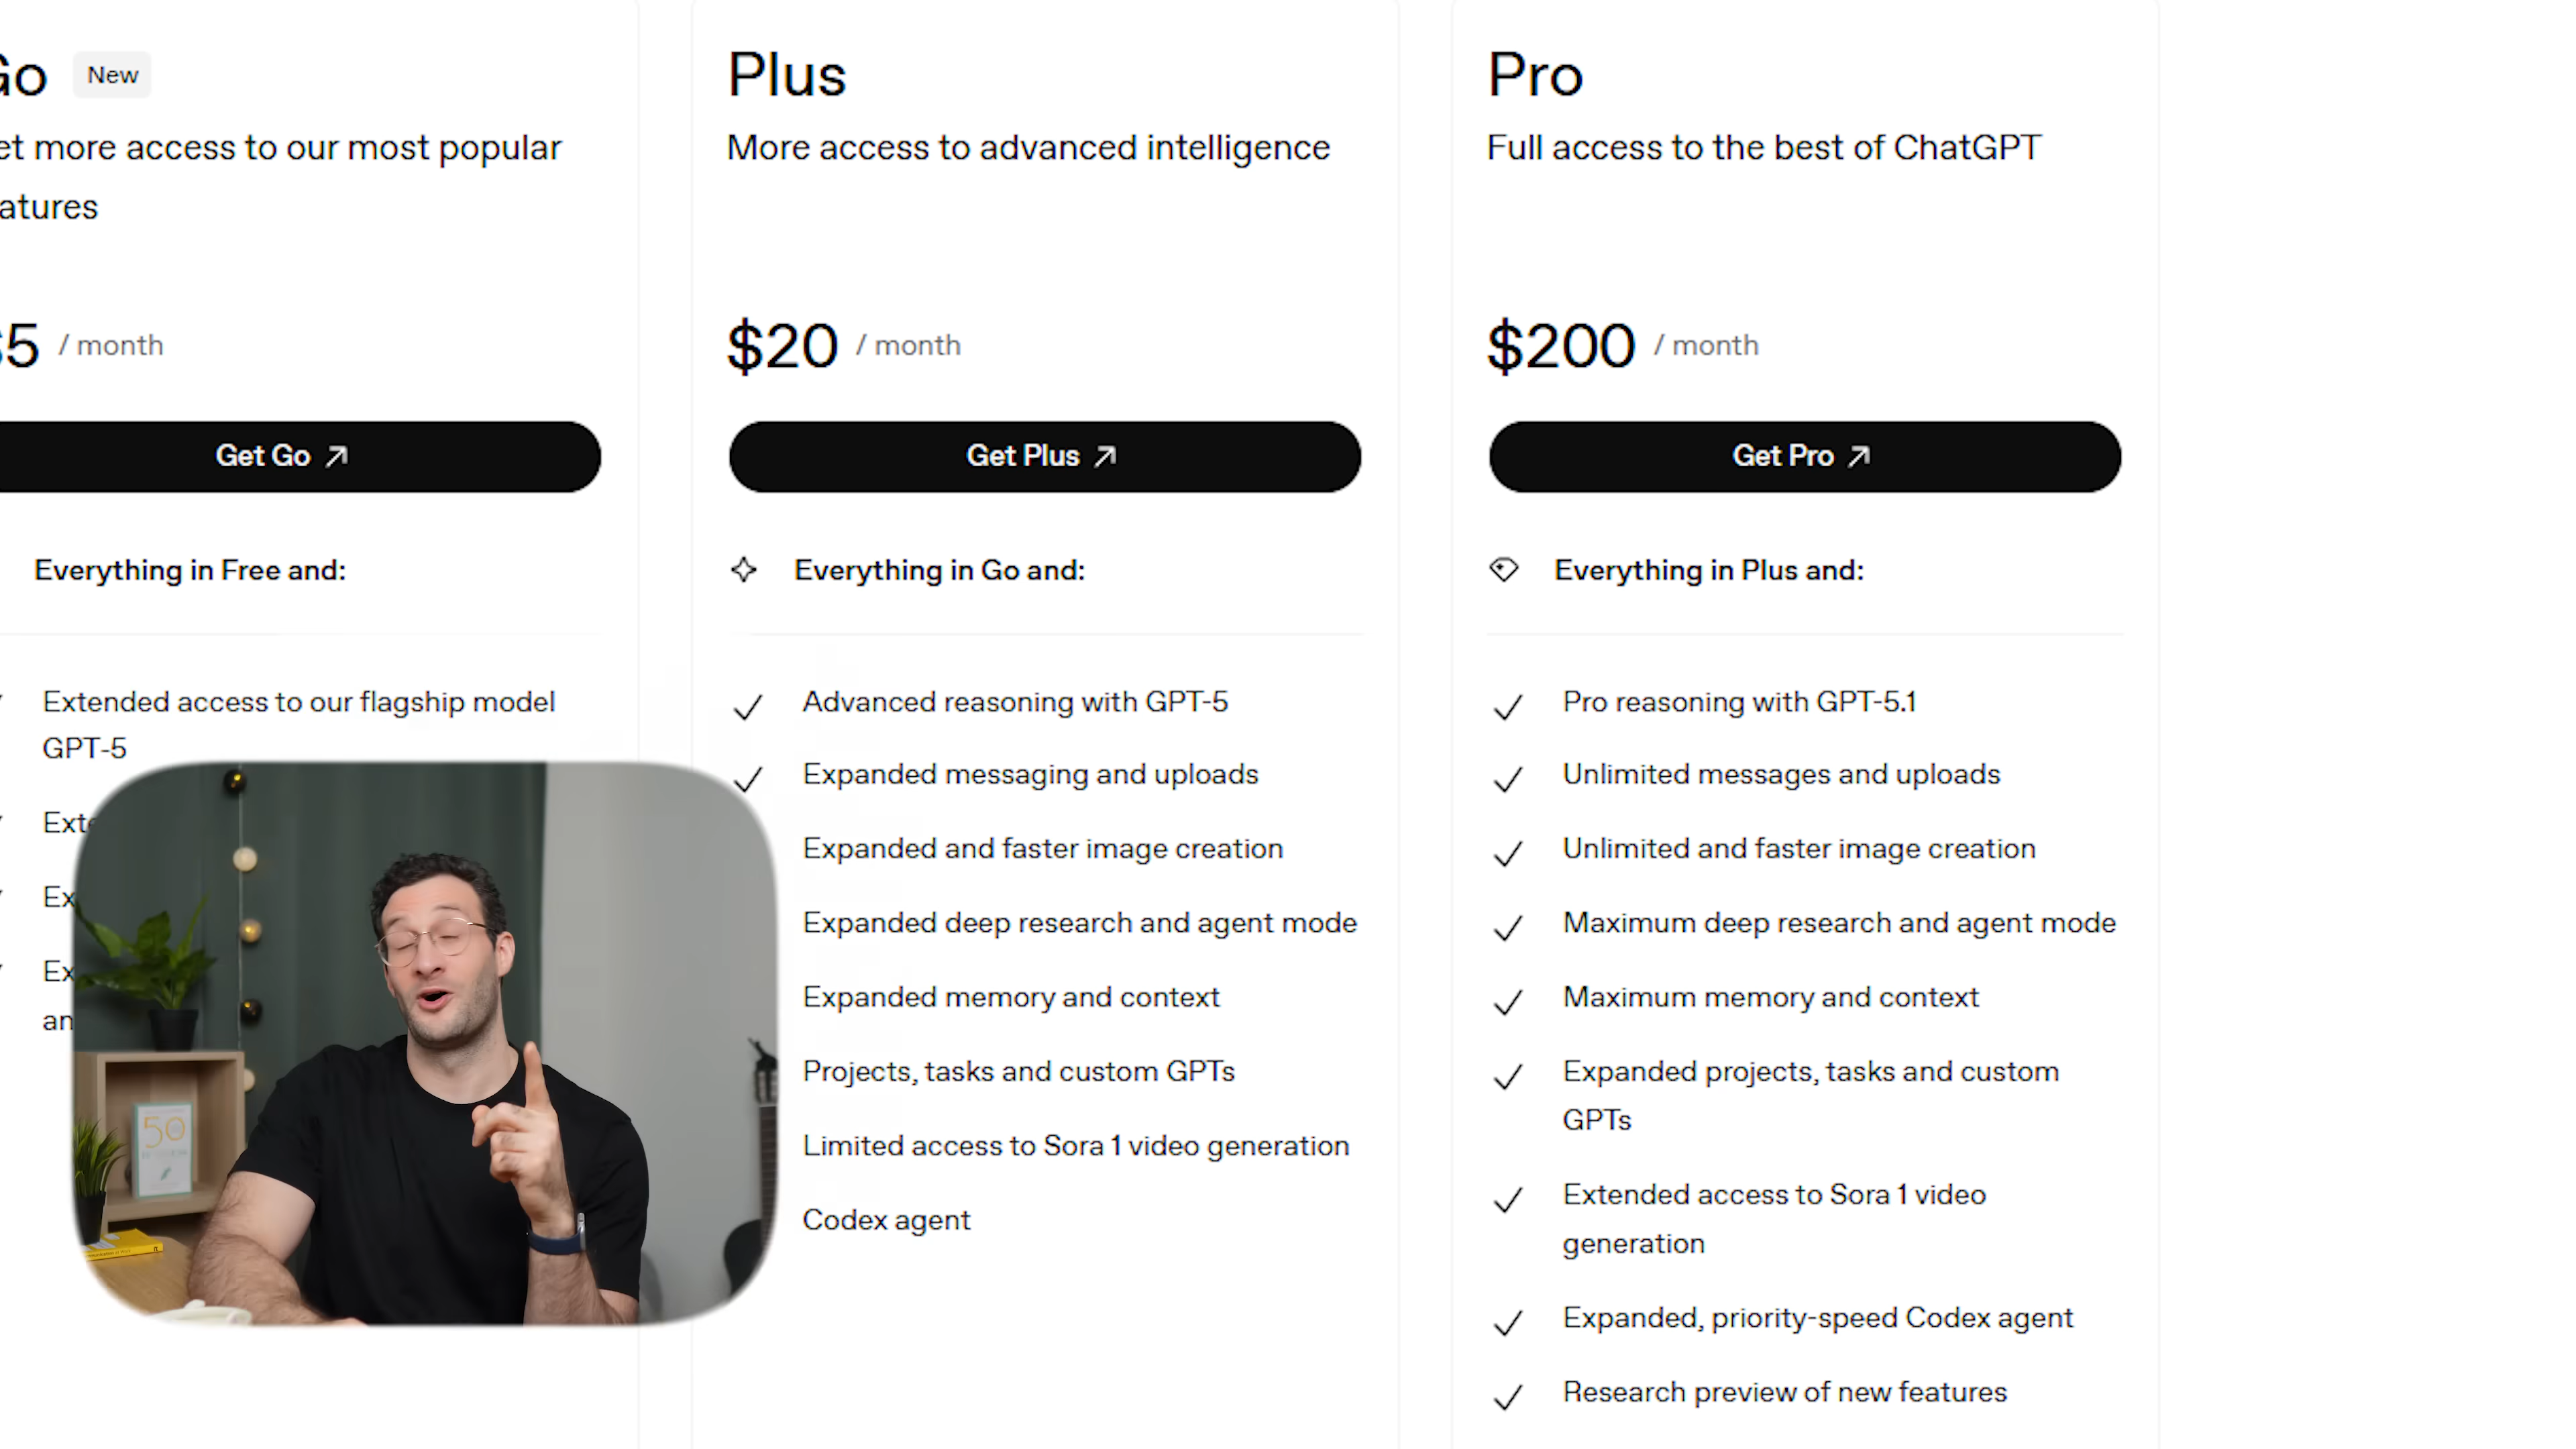 New
more access to our most popular
$5 / month
Get Go
Everything in Free and:
Extended access to our flagship model
GPT-5
50
Plus
More access to advanced intelligence
$20 / month
Get Plus
Everything in Go and:
Advanced reasoning with GPT-5
Expanded messaging and uploads
Expanded and faster image creation
Expanded deep research and agent mode
Expanded memory and context
Projects, tasks and custom GPTs
Limited access to Sora 1 video generation
Codex agent
Pro
Full access to the best of ChatGPT
$200 / month
Get Pro
Everything in Plus and:
Pro reasoning with GPT-5.1
Unlimited messages and uploads
Unlimited and faster image creation
Maximum deep research and agent mode
Maximum memory and context
Expanded projects, tasks and custom
GPTs
Extended access to Sora 1 video
generation
Expanded, priority-speed Codex agent
Research preview of new features